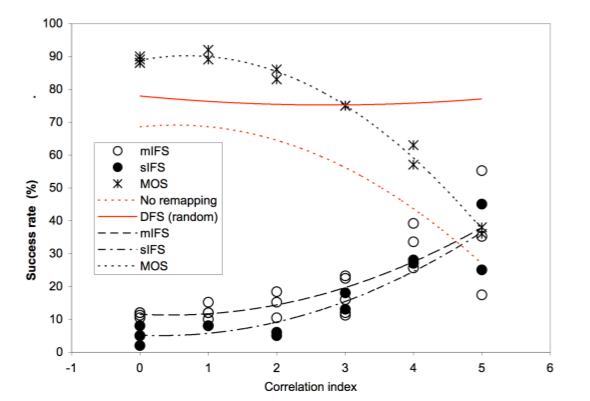 100
90
80
70
60
50
40
30
20
10
0
Success rate (%)
mIFS
sIFS
MOS
No remapping
DFS (random)
mIFS
sIFS
MOS
-1 0 1 2 3 4 5 6
Correlation index